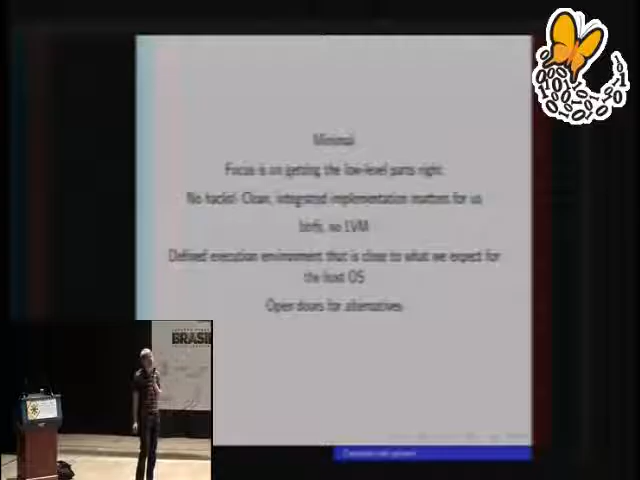 Minimal
Focus is on getting the low-level parts right
No hacks! Clean, integrated implementation matters for us
btrfs, no LVM
Defined execution environment that is close to what we expect for
the host OS
Open doors for alternatives
BRASIL